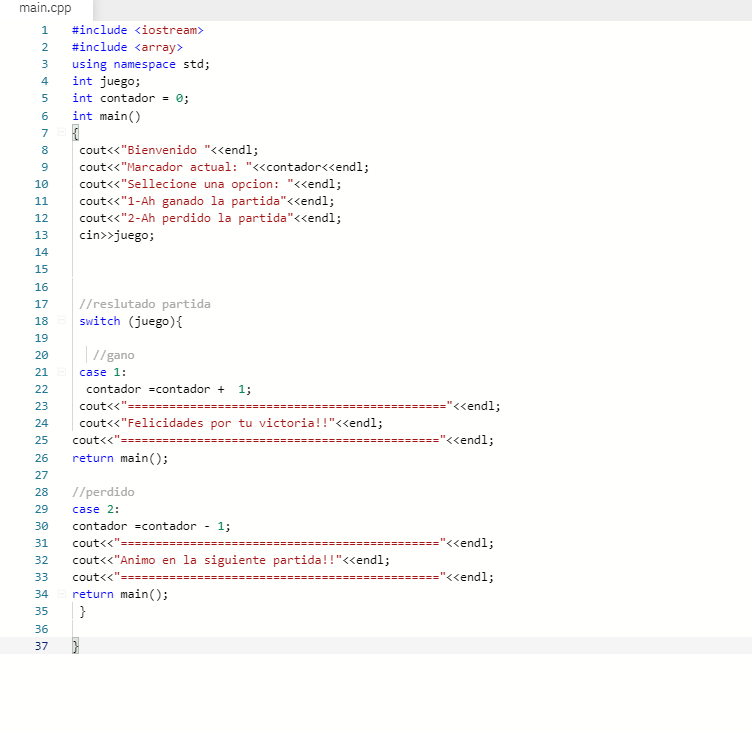 main.cpp
1 #include <iostream>
2 #include <array>
3 using namespace std;
4 int juego;
5 int contador = 0;
6 int main()
7 {
8 cout<<"Bienvenido "<<endl;
9 cout<<"Marcador actual: "<<contador<<endl;
10 cout<<"Sellecione una opcion: "<<endl;
11 cout<<"1-Ah ganado la partida"<<endl;
12 cout<<"2-Ah perdido la partida"<<endl;
13 cin>>juego;
14
15
16
17 //reslutado partida
18 switch (juego){
19
20 //gano
21 case 1:
22 contador =contador +  1;
23 cout<<"=============================================="<<endl;
24 cout<<"Felicidades por tu victoria!!"<<endl;
25 cout<<"=============================================="<<endl;
26 return main();
27
28 //perdido
29 case 2:
30 contador =contador - 1;
31 cout<<"=============================================="<<endl;
32 cout<<"Animo en la siguiente partida!!"<<endl;
33 cout<<"=============================================="<<endl;
34 return main();
35 }
36
37 }